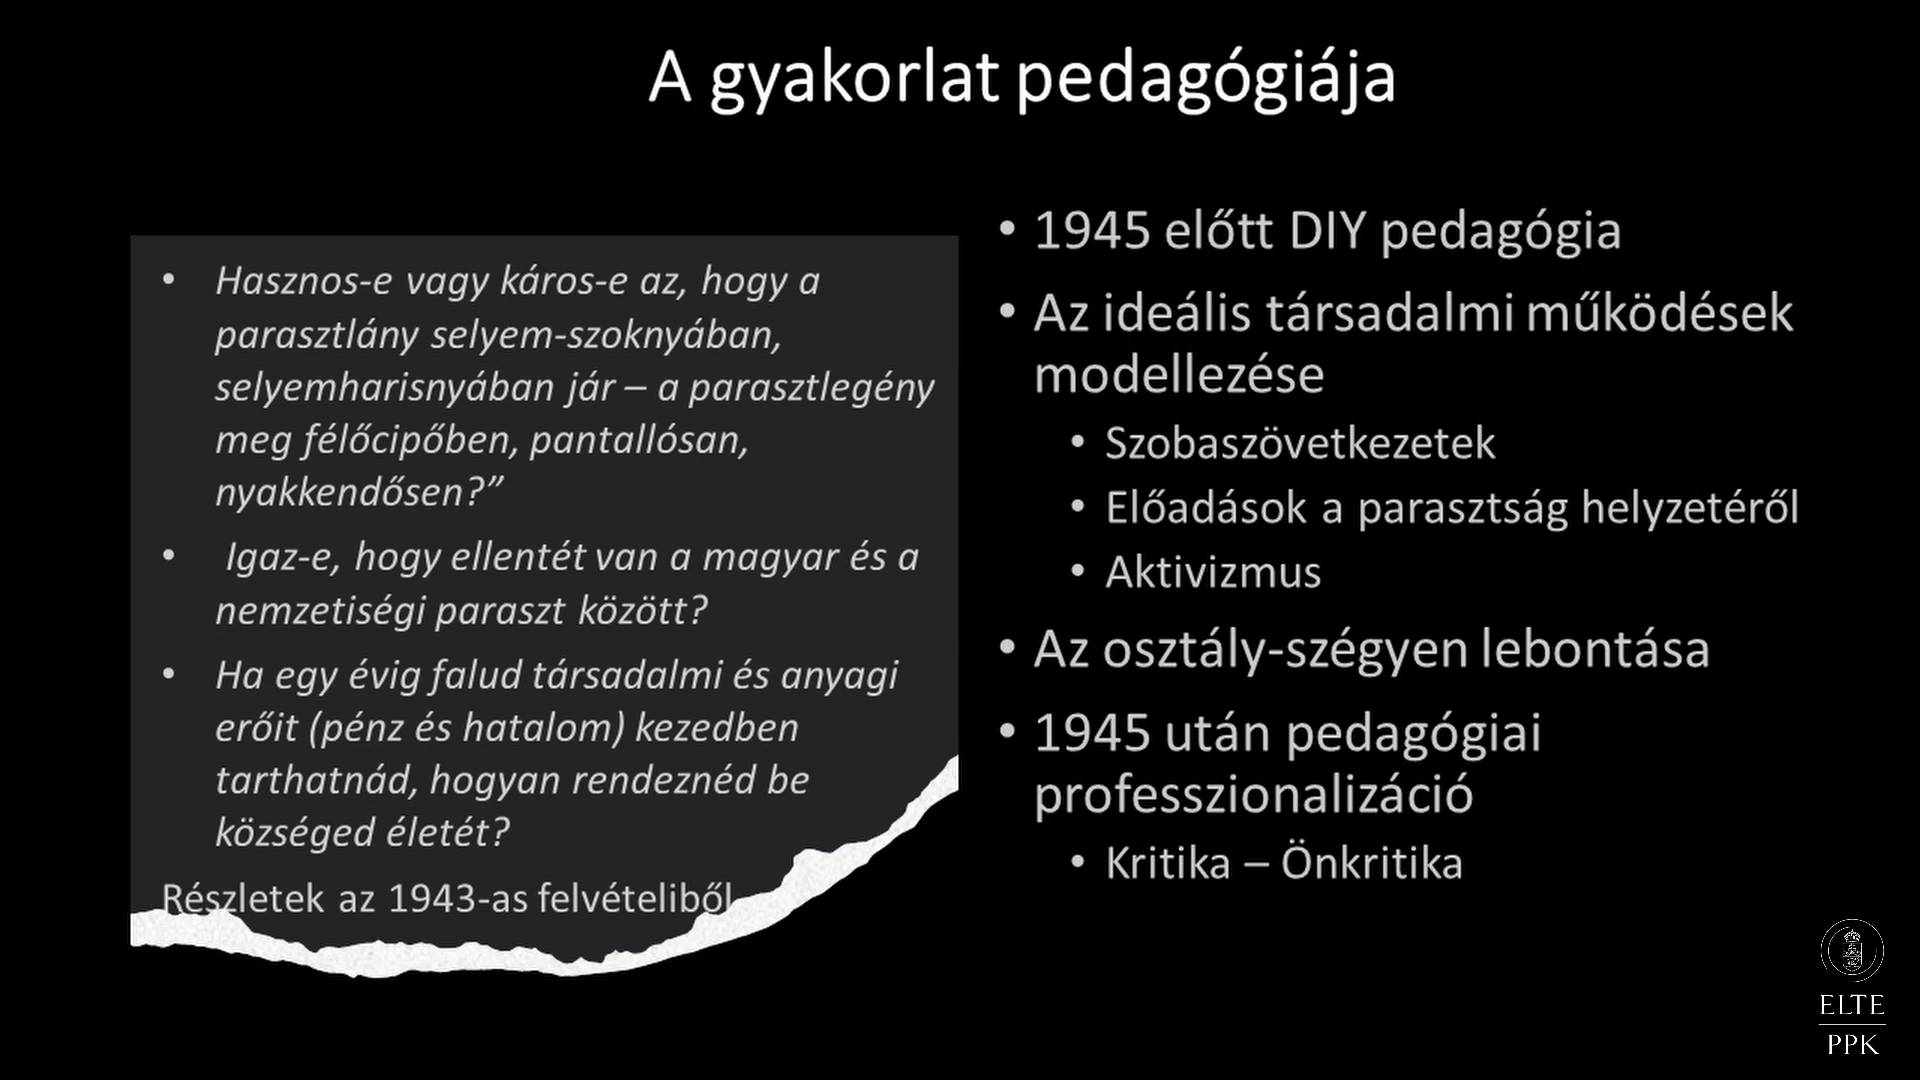 A gyakorlat pedagógiája
• Hasznos-e vagy káros-e az, hogy a
parasztlány selyem-szoknyában,
selyemharisnyában jár – a parasztlegény
meg félőcipőben, pantallósan,
nyakkendősen?”
• Igaz-e, hogy ellentét van a magyar és a
nemzetiségi paraszt között?
• Ha egy évig falud társadalmi és anyagi
erőit (pénz és hatalom) kezedben
tarthatnád, hogyan rendeznéd be
községed életét?
Részletek az 1943-as felvételiből
• 1945 előtt DIY pedagógia
• Az ideális társadalmi működések
modellezése
• Szobaszövetkezetek
• Előadások a parasztság helyzetéről
• Aktivizmus
• Az osztály-szégyen lebontása
• 1945 után pedagógiai
professzionalizáció
• Kritika – Önkritika
ELTE
PPK